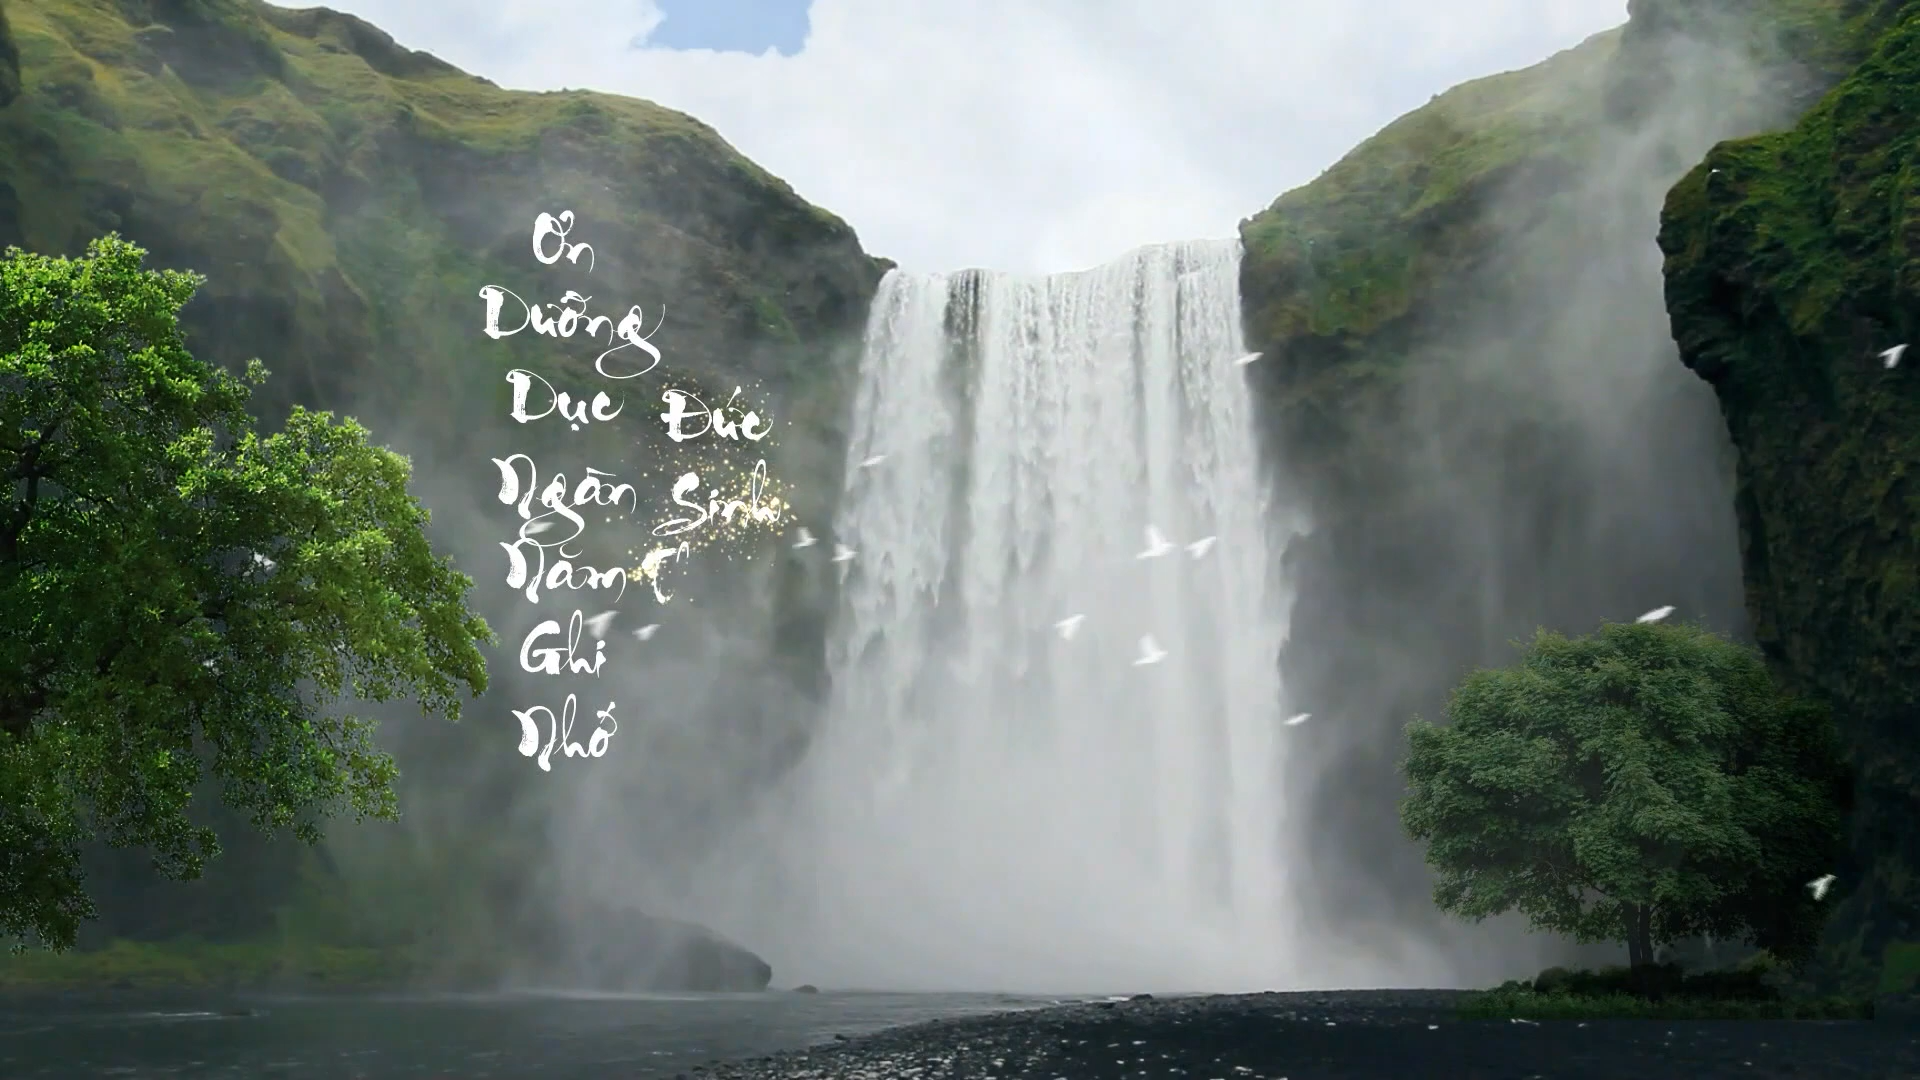 Ơn
Dưỡng
Dục
Ngàn
Năm
Ghi
Nhớ
Đức
Sinh